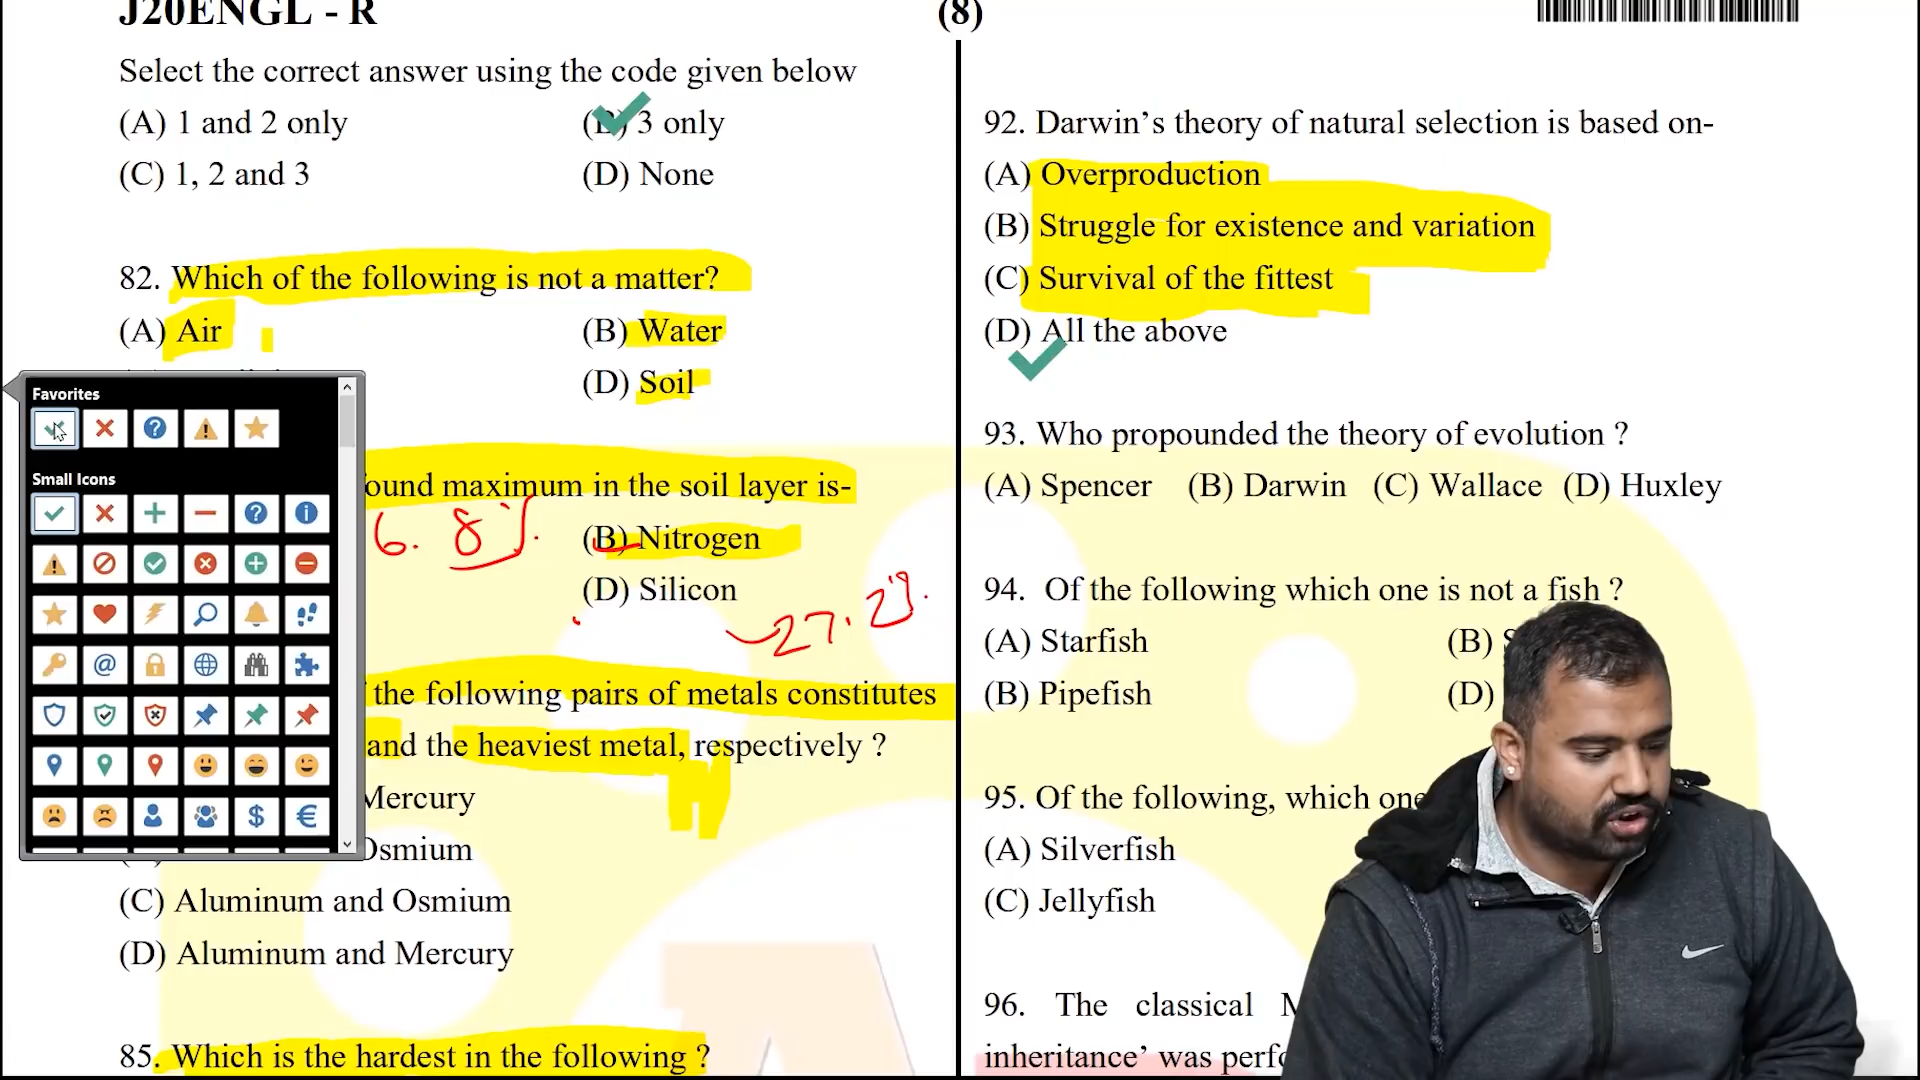 J20ENGL - R
(8)
Select the correct answer using the code given below
(A) 1 and 2 only
3 only
(C) 1, 2 and 3
(D) None
82. Which of the following is not a matter?
(A) Air
(B) Water
(D) Soil
ound maximum in the soil layer is-
6. 8%.
(B) Nitrogen
(D) Silicon
27.2%.
the following pairs of metals constitutes
and the heaviest metal, respectively ?
Mercury
Osmium
(C) Aluminum and Osmium
(D) Aluminum and Mercury
85. Which is the hardest in the following ?
Favorites
Small Icons
92. Darwin's theory of natural selection is based on-
(A) Overproduction
(B) Struggle for existence and variation
(C) Survival of the fittest
(D) All the above
93. Who propounded the theory of evolution ?
(A) Spencer (B) Darwin (C) Wallace (D) Huxley
94. Of the following which one is not a fish ?
(A) Starfish
(B)
(B) Pipefish
(D)
95. Of the following, which one
(A) Silverfish
(C) Jellyfish
96. The classical
inheritance' was